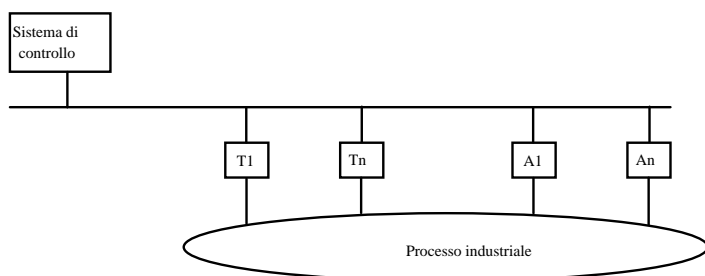 Sistema di
controllo
T1
Tn
A1
An
Processo industriale